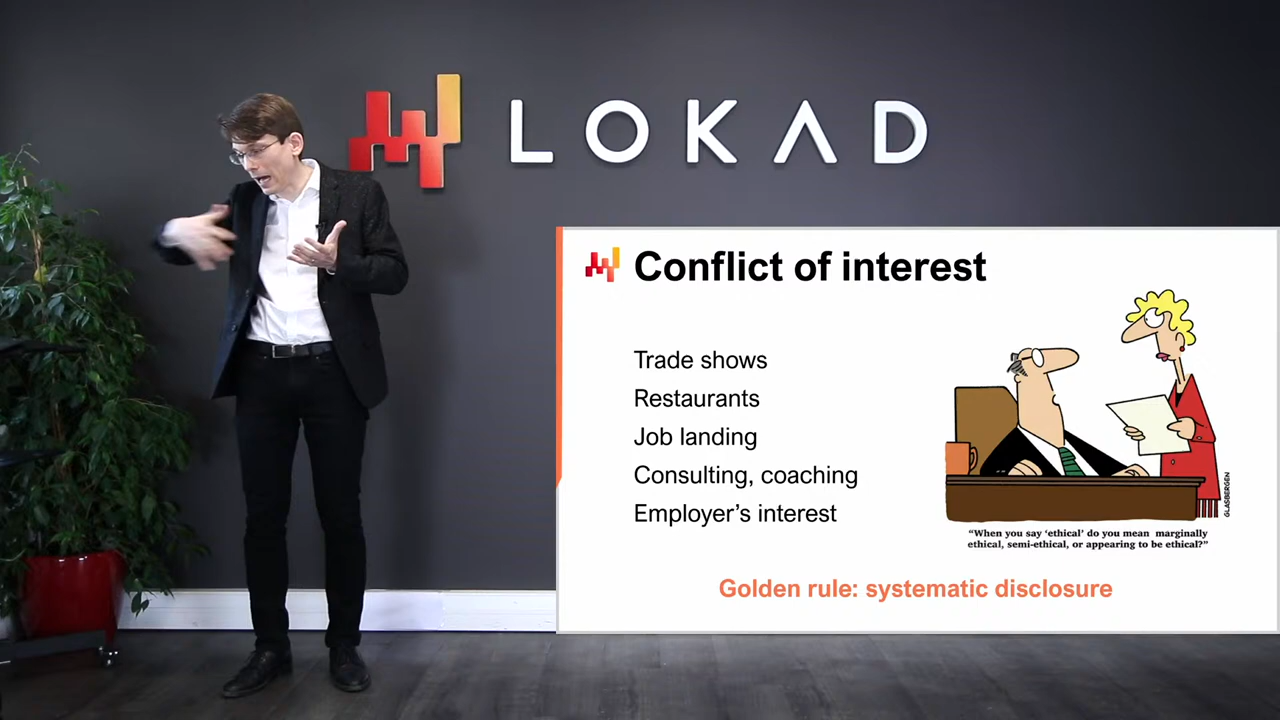 LOKAD
Conflict of interest
Trade shows
Restaurants
Job landing
Consulting, coaching
Employer’s interest
GLASBERGEN
“When you say ‘ethical’ do you mean marginally
ethical, semi-ethical, or appearing to be ethical?”
Golden rule: systematic disclosure